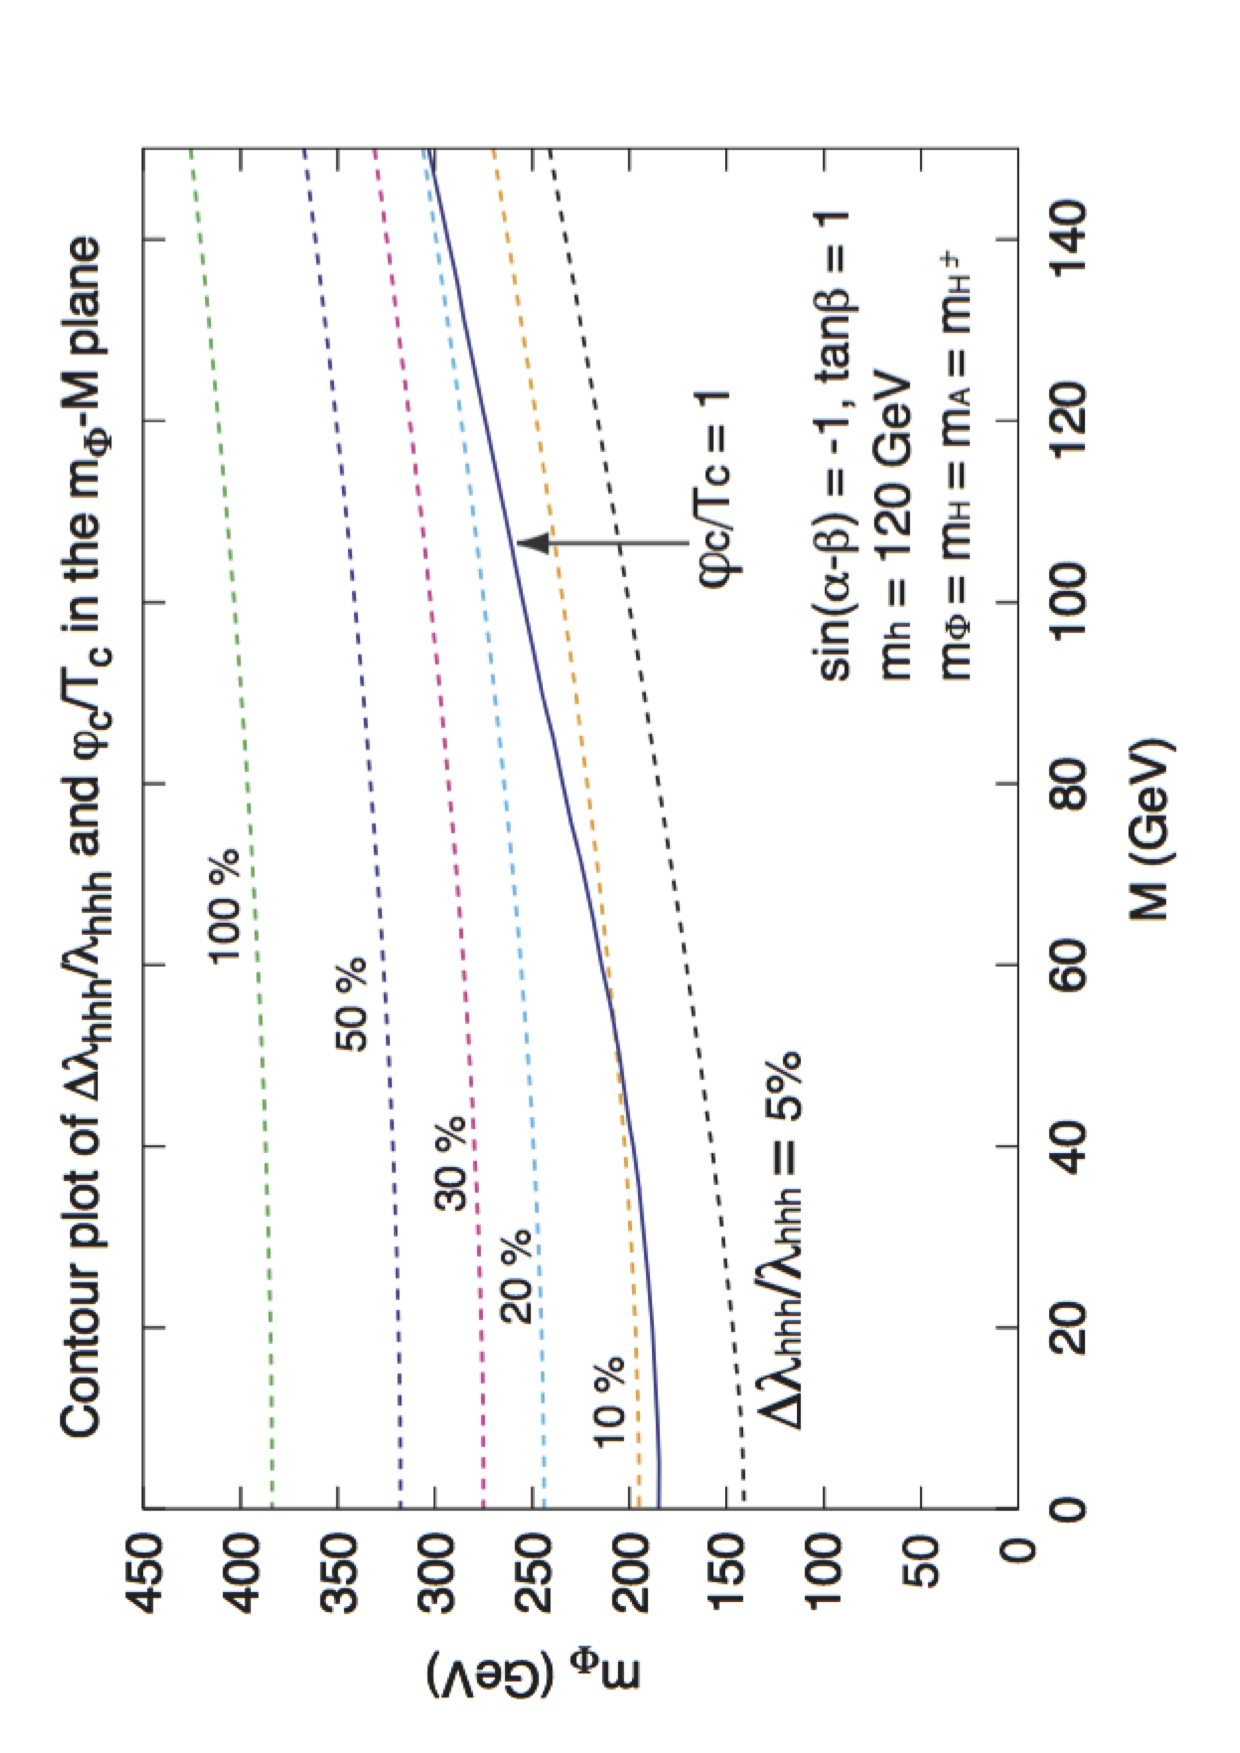 Contour plot of Δλhhh/λhhh and φc/Tc in the mΦ-M plane
mΦ (GeV)
450
400
350
300
250
200
150
100
50
0
100 %
50 %
30 %
20 %
10 %
Δλhhh/λhhh = 5%
φc/Tc = 1
sin(α-β) = -1, tanβ = 1
mh = 120 GeV
mΦ = mH = mA = mH±
0 20 40 60 80 100 120 140
M (GeV)